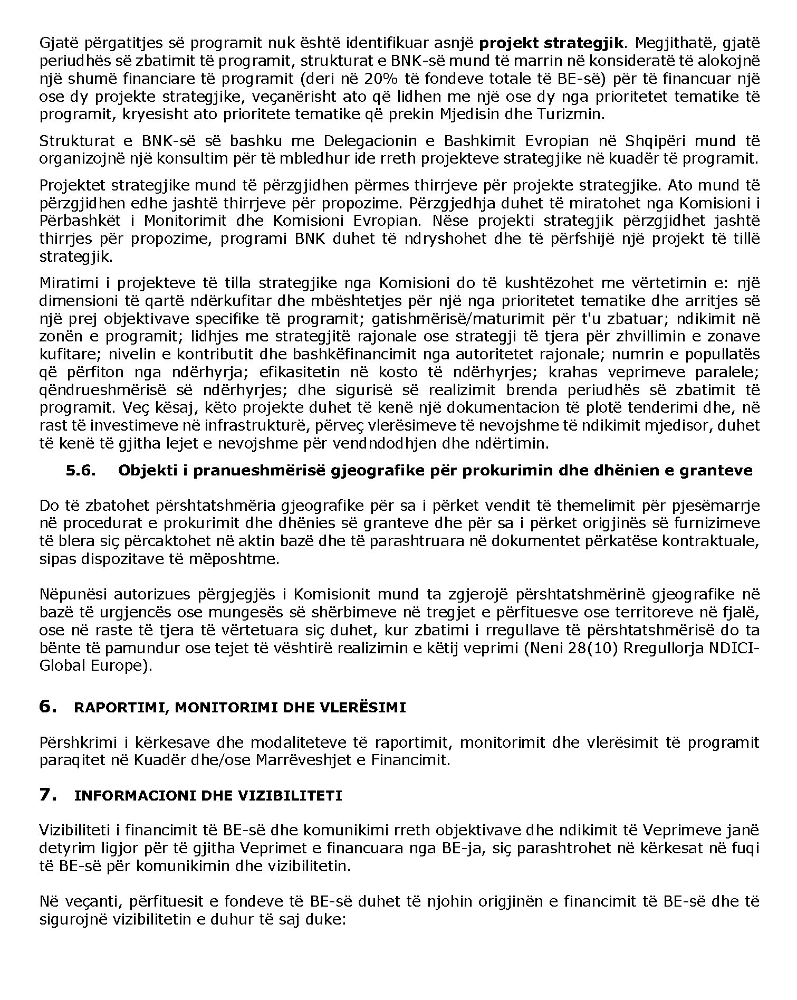 Gjatë përgatitjes së programit nuk është identifikuar asnjë projekt strategjik. Megjithatë, gjatë
periudhës së zbatimit të programit, strukturat e BNK-së mund të marrin në konsideratë të alokojnë
një shumë financiare të programit (deri në 20% të fondeve totale të BE-së) për të financuar një
ose dy projekte strategjike, veçanërisht ato që lidhen me një ose dy nga prioritetet tematike të
programit, kryesisht ato prioritete tematike që prekin Mjedisin dhe Turizmin.
Strukturat e BNK-së së bashku me Delegacionin e Bashkimit Evropian në Shqipëri mund të
organizojnë një konsultim për të mbledhur ide rreth projekteve strategjike në kuadër të programit.
Projektet strategjike mund të përzgjidhen përmes thirrjeve për projekte strategjike. Ato mund të
përzgjidhen edhe jashtë thirrjeve për propozime. Përzgjedhja duhet të miratohet nga Komisioni i
Përbashkët i Monitorimit dhe Komisioni Evropian. Nëse projekti strategjik përzgjidhet jashtë
thirrjes për propozime, programi BNK duhet të ndryshohet dhe të përfshijë një projekt të tillë
strategjik.
Miratimi i projekteve të tilla strategjike nga Komisioni do të kushtëzohet me vërtetimin e: një
dimensioni të qartë ndërkufitar dhe mbështetjes për një nga prioritetet tematike dhe arritjes së
një prej objektivave specifike të programit; gatishmërisë/maturimit për t'u zbatuar; ndikimit në
zonën e programit; lidhjes me strategjitë rajonale ose strategji të tjera për zhvillimin e zonave
kufitare; nivelin e kontributit dhe bashkëfinancimit nga autoritetet rajonale; numrin e popullatës
që përfiton nga ndërhyrja; efikasitetin në kosto të ndërhyrjes; krahas veprimeve paralele;
qëndrueshmërisë së ndërhyrjes; dhe sigurisë së realizimit brenda periudhës së zbatimit të
programit. Veç kësaj, këto projekte duhet të kenë një dokumentacion të plotë tenderimi dhe, në
rast të investimeve në infrastrukturë, përveç vlerësimeve të nevojshme të ndikimit mjedisor, duhet
të kenë të gjitha lejet e nevojshme për vendndodhjen dhe ndërtimin.
5.6. Objekti i pranueshmërisë gjeografike për prokurimin dhe dhënien e granteve
Do të zbatohet përshtatshmëria gjeografike për sa i përket vendit të themelimit për pjesëmarrje
në procedurat e prokurimit dhe dhënies së granteve dhe për sa i përket origjinës së furnizimeve
të blera siç përcaktohet në aktin bazë dhe të parashtruara në dokumentet përkatëse kontraktuale,
sipas dispozitave të mëposhtme.
Nëpunësi autorizues përgjegjës i Komisionit mund ta zgjerojë përshtatshmërinë gjeografike në
bazë të urgjencës ose mungesës së shërbimeve në tregjet e përfituesve ose territoreve në fjalë,
ose në raste të tjera të vërtetuara siç duhet, kur zbatimi i rregullave të përshtatshmërisë do ta
bënte të pamundur ose tejet të vështirë realizimin e këtij veprimi (Neni 28(10) Rregullorja NDICI-
Global Europe).
6. RAPORTIMI, MONITORIMI DHE VLERËSIMI
Përshkrimi i kërkesave dhe modaliteteve të raportimit, monitorimit dhe vlerësimit të programit
paraqitet në Kuadër dhe/ose Marrëveshjet e Financimit.
7. INFORMACIONI DHE VIZIBILITETI
Vizibiliteti i financimit të BE-së dhe komunikimi rreth objektivave dhe ndikimit të Veprimeve janë
detyrim ligjor për të gjitha Veprimet e financuara nga BE-ja, siç parashtrohet në kërkesat në fuqi
të BE-së për komunikimin dhe vizibilitetin.
Në veçanti, përfituesit e fondeve të BE-së duhet të njohin origjinën e financimit të BE-së dhe të
sigurojnë vizibilitetin e duhur të saj duke: